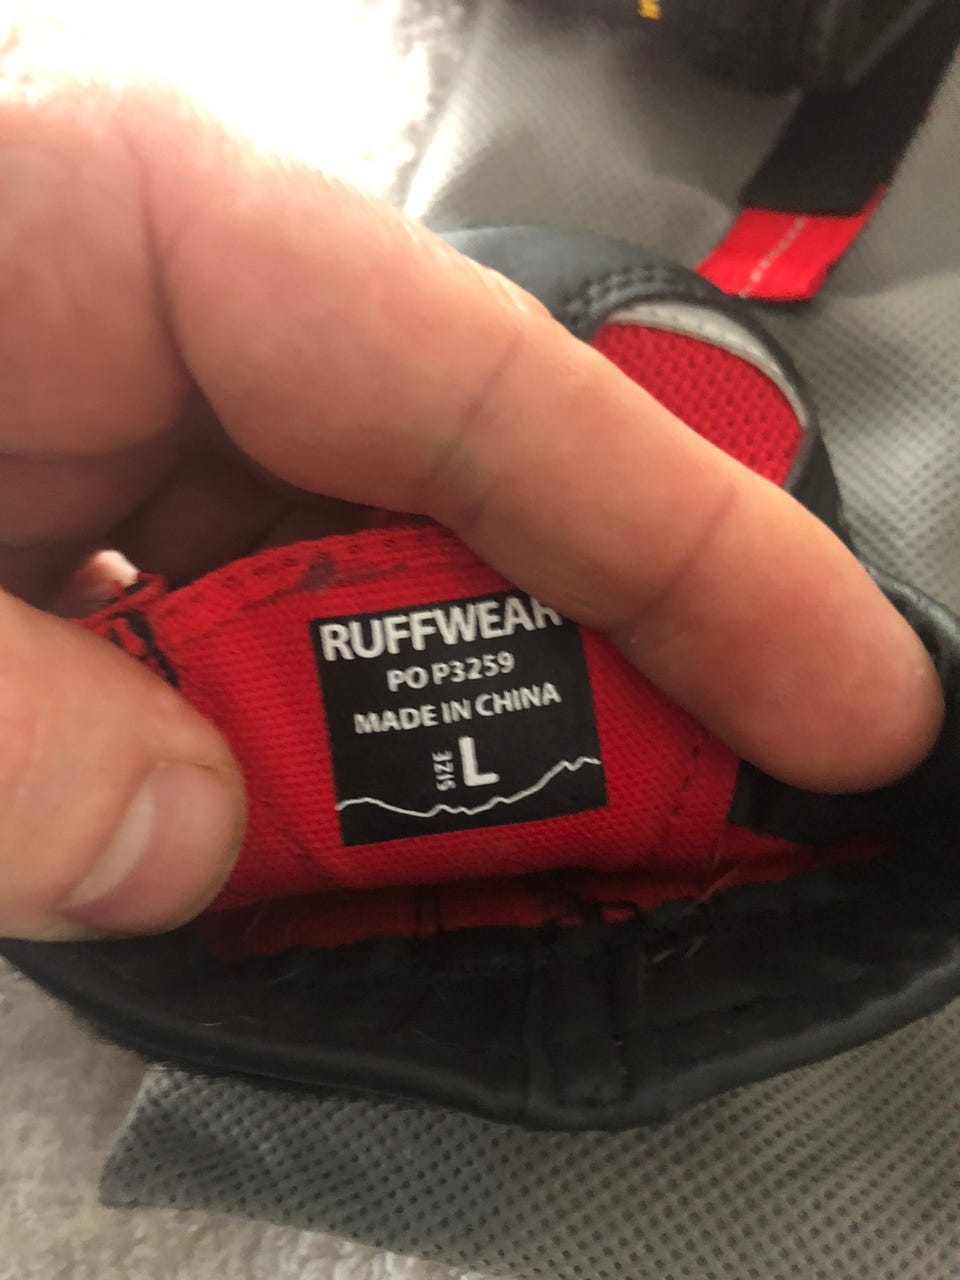 RUFFWEAR
PO P3259
MADE IN CHINA
SIZE L